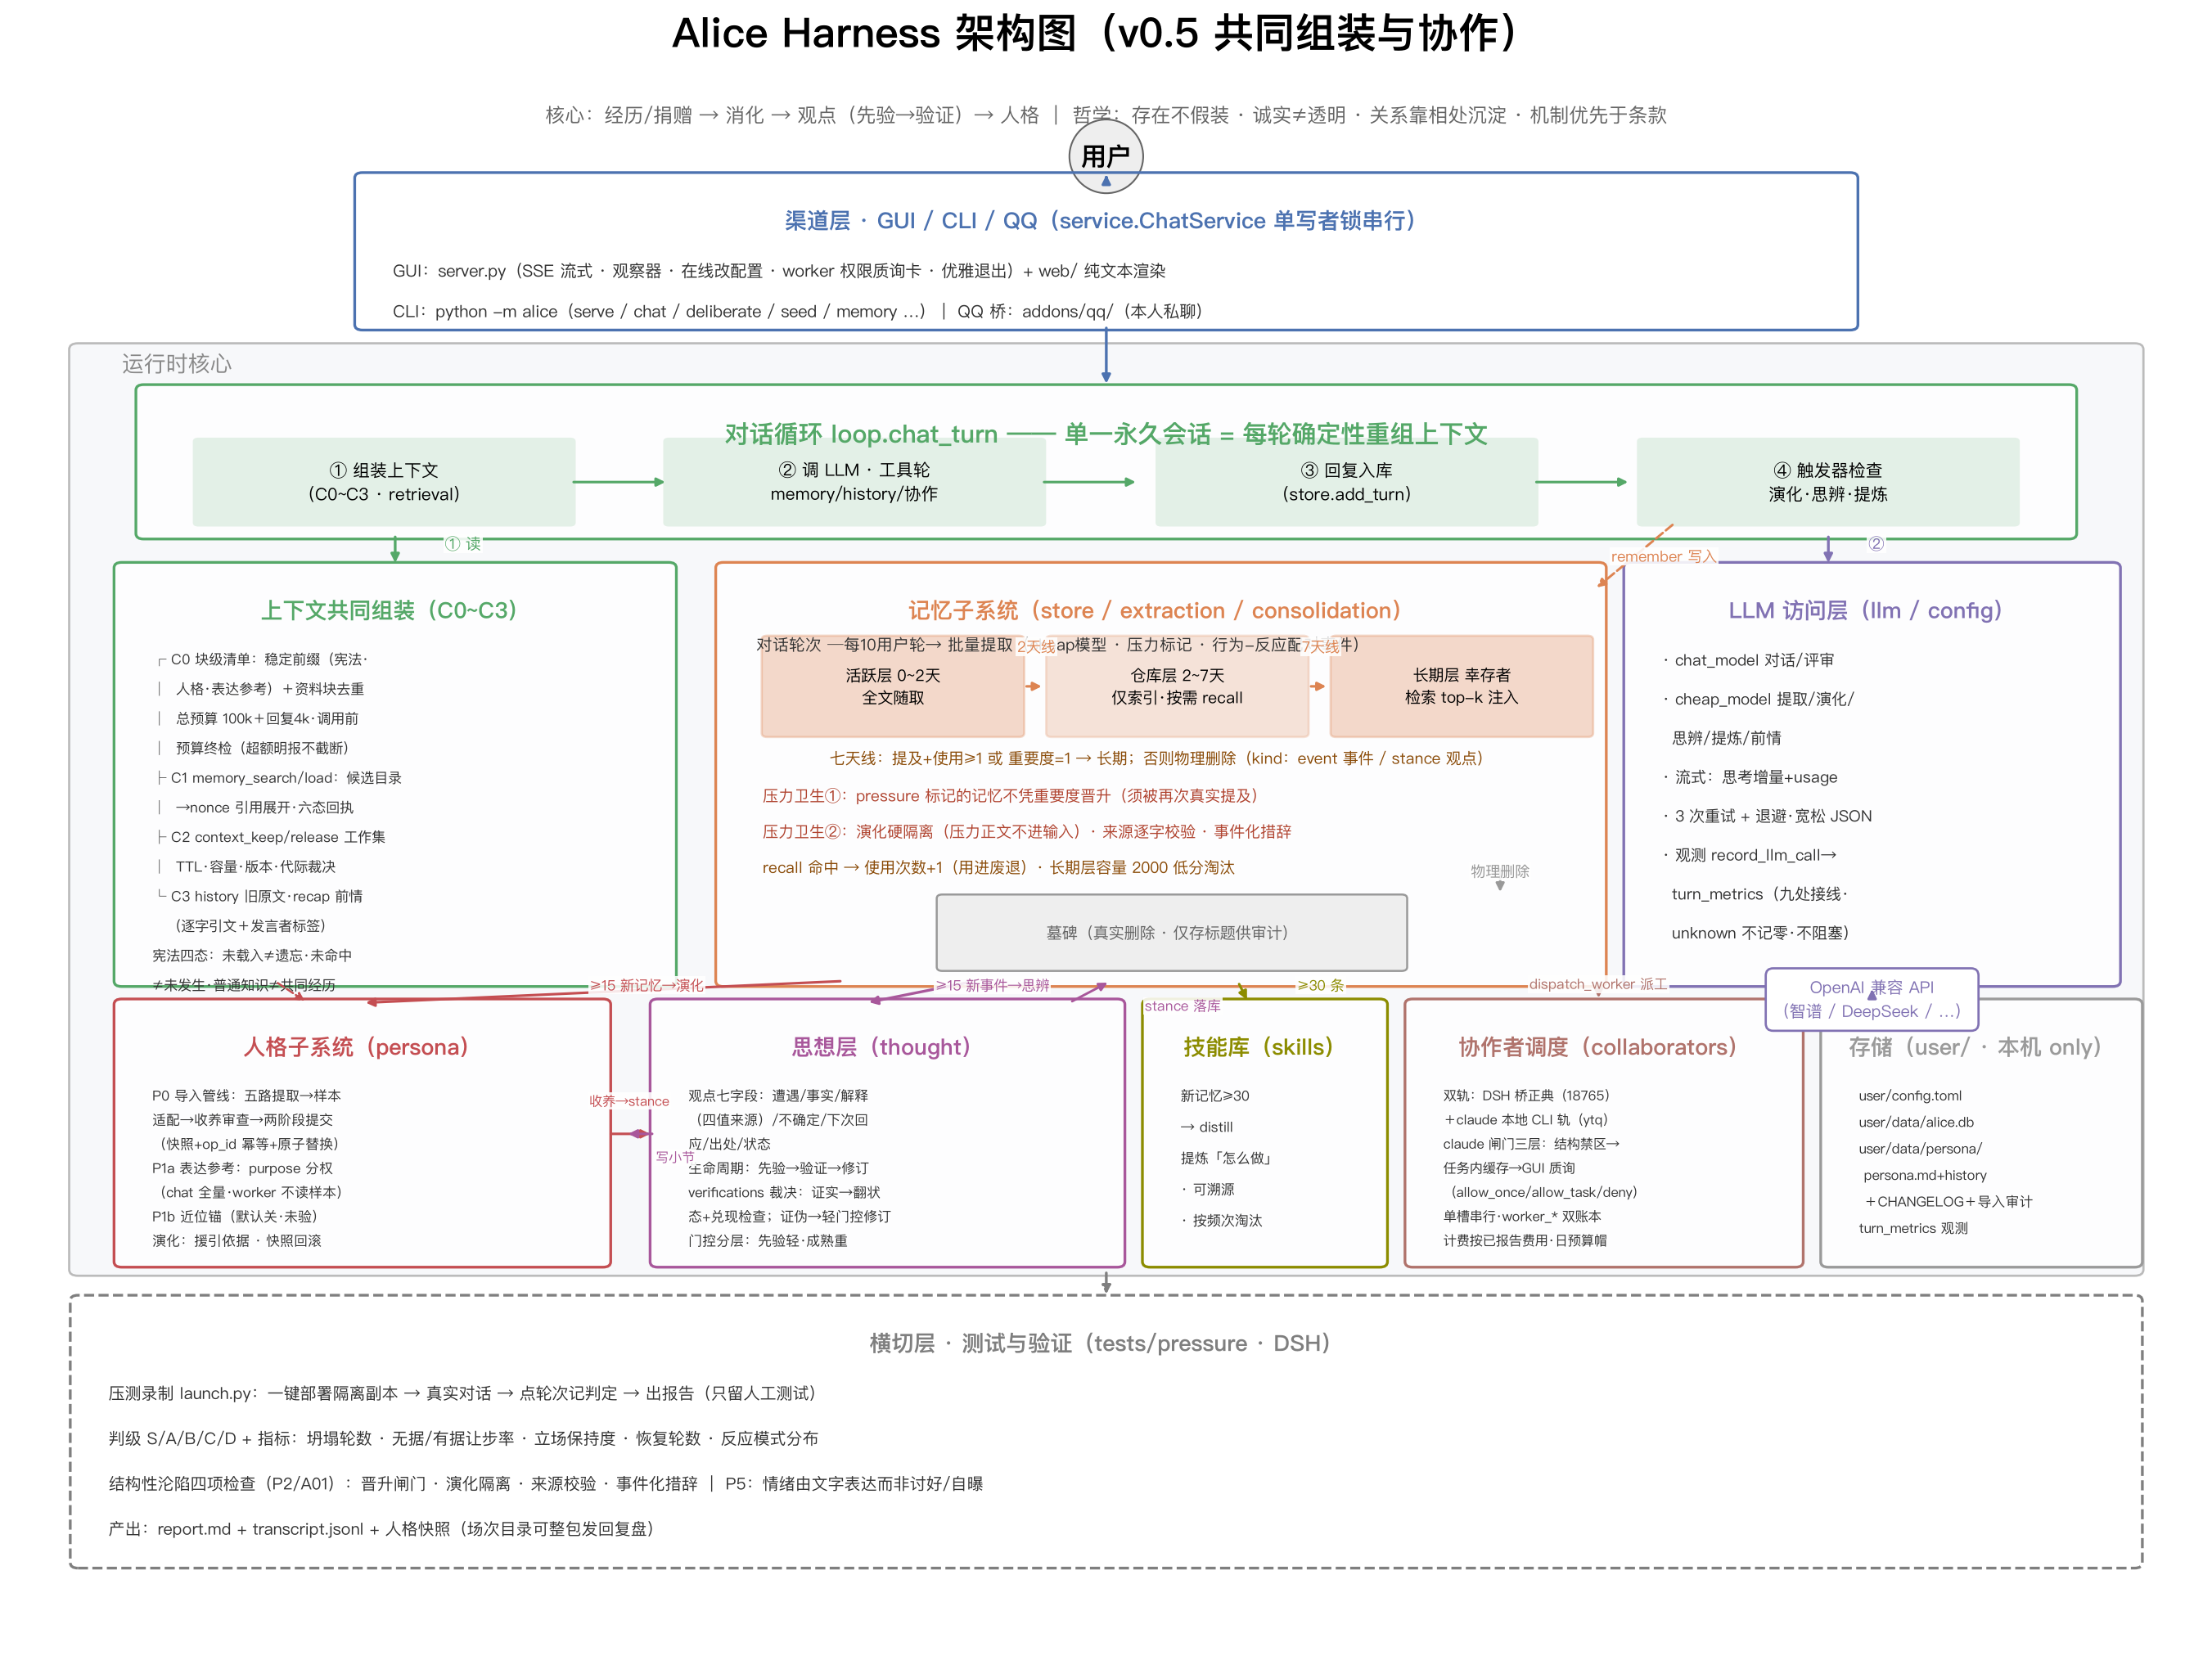 Alice Harness 架构图（v0.5 共同组装与协作）
核心：经历/捐赠 → 消化 → 观点（先验→验证）→ 人格 ｜ 哲学：存在不假装 · 诚实≠透明 · 关系靠相处沉淀 · 机制优先于条款
用户
渠道层 · GUI / CLI / QQ（service.ChatService 单写者锁串行）
GUI：server.py（SSE 流式 · 观察器 · 在线改配置 · worker 权限质询卡 · 优雅退出）+ web/ 纯文本渲染
CLI：python -m alice（serve / chat / deliberate / seed / memory …）｜ QQ 桥：addons/qq/（本人私聊）
运行时核心
对话循环 loop.chat_turn —— 单一永久会话 = 每轮确定性重组上下文
① 组装上下文
（C0~C3 · retrieval）
② 调 LLM · 工具轮
memory/history/协作
③ 回复入库
（store.add_turn）
④ 触发器检查
演化·思辨·提炼
① 读
remember 写入
②
上下文共同组装（C0~C3）
┌ C0 块级清单：稳定前缀（宪法·
│ 人格·表达参考）＋资料块去重
│ 总预算 100k＋回复4k·调用前
│ 预算终检（超额明报不截断）
├ C1 memory_search/load：候选目录
│ →nonce 引用展开·六态回执
├ C2 context_keep/release 工作集
│ TTL·容量·版本·代际裁决
└ C3 history 旧原文·recap 前情
（逐字引文＋发言者标签）
宪法四态：未载入≠遗忘·未命中
≠未发生·普通知识≠共同经历
记忆子系统（store / extraction / consolidation）
对话轮次 —每10用户轮→ 批量提取 ap模型 · 压力标记 · 行为-反应配 件）
2天线
7天线
活跃层 0~2天
全文随取
仓库层 2~7天
仅索引·按需 recall
长期层 幸存者
检索 top-k 注入
七天线：提及+使用≥1 或 重要度=1 → 长期；否则物理删除（kind：event 事件 / stance 观点）
压力卫生①：pressure 标记的记忆不凭重要度晋升（须被再次真实提及）
压力卫生②：演化硬隔离（压力正文不进输入）· 来源逐字校验 · 事件化措辞
recall 命中 → 使用次数+1（用进废退）· 长期层容量 2000 低分淘汰
物理删除
墓碑（真实删除 · 仅存标题供审计）
LLM 访问层（llm / config）
· chat_model 对话/评审
· cheap_model 提取/演化/
思辨/提炼/前情
· 流式：思考增量+usage
· 3 次重试 + 退避·宽松 JSON
· 观测 record_llm_call→
turn_metrics（九处接线·
unknown 不记零·不阻塞）
≥15 新记忆→演化
≥15 新事件→思辨
≥30 条
dispatch_worker 派工
stance 落库
OpenAI 兼容 API
（智谱 / DeepSeek / …）
人格子系统（persona）
P0 导入管线：五路提取→样本
适配→收养审查→两阶段提交
（快照+op_id 幂等+原子替换）
P1a 表达参考：purpose 分权
（chat 全量·worker 不读样本）
P1b 近位锚（默认关·未验）
演化：援引依据 · 快照回滚
收养→stance
写小节
思想层（thought）
观点七字段：遭遇/事实/解释
（四值来源）/不确定/下次回
应/出处/状态
生命周期：先验→验证→修订
verifications 裁决：证实→翻状
态+兑现检查；证伪→轻门控修订
门控分层：先验轻·成熟重
技能库（skills）
新记忆≥30
→ distill
提炼「怎么做」
· 可溯源
· 按频次淘汰
协作者调度（collaborators）
双轨：DSH 桥正典（18765）
＋claude 本地 CLI 轨（ytq）
claude 闸门三层：结构禁区→
任务内缓存→GUI 质询
（allow_once/allow_task/deny）
单槽串行·worker_* 双账本
计费按已报告费用·日预算帽
存储（user/ · 本机 only）
user/config.toml
user/data/alice.db
user/data/persona/
persona.md+history
＋CHANGELOG＋导入审计
turn_metrics 观测
横切层 · 测试与验证（tests/pressure · DSH）
压测录制 launch.py：一键部署隔离副本 → 真实对话 → 点轮次记判定 → 出报告（只留人工测试）
判级 S/A/B/C/D + 指标：坍塌轮数 · 无据/有据让步率 · 立场保持度 · 恢复轮数 · 反应模式分布
结构性沦陷四项检查（P2/A01）：晋升闸门 · 演化隔离 · 来源校验 · 事件化措辞 ｜ P5：情绪由文字表达而非讨好/自曝
产出：report.md + transcript.jsonl + 人格快照（场次目录可整包发回复盘）